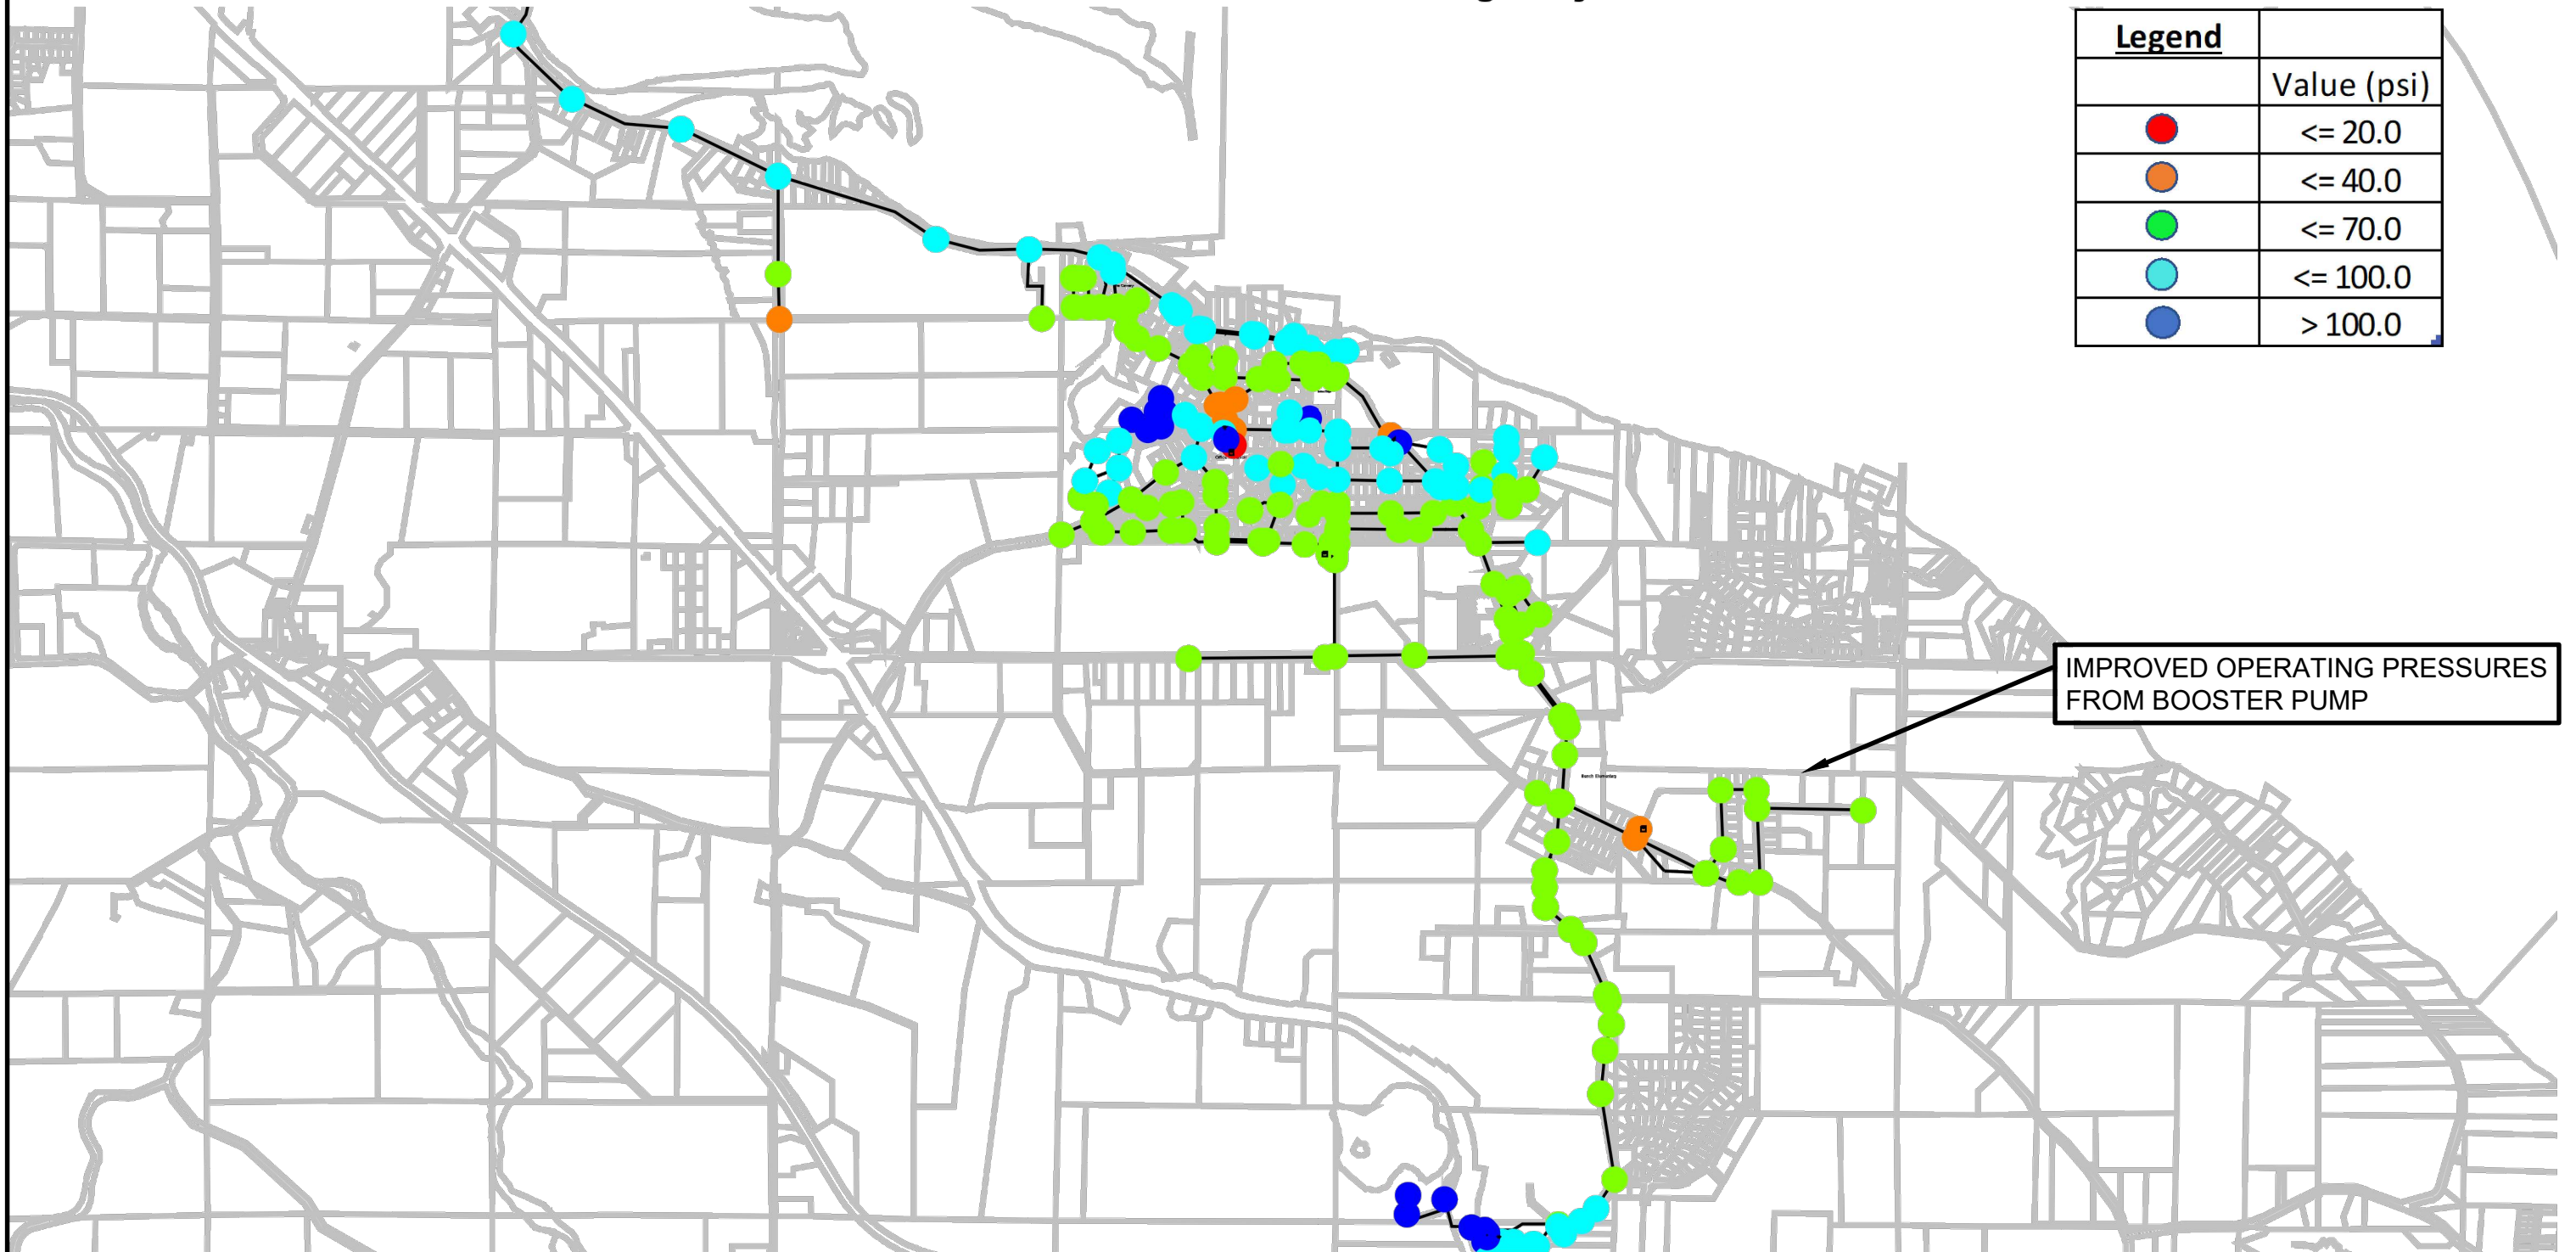 Legend
Value (psi)
<= 20.0
<= 40.0
<= 70.0
<= 100.0
> 100.0
IMPROVED OPERATING PRESSURES
FROM BOOSTER PUMP